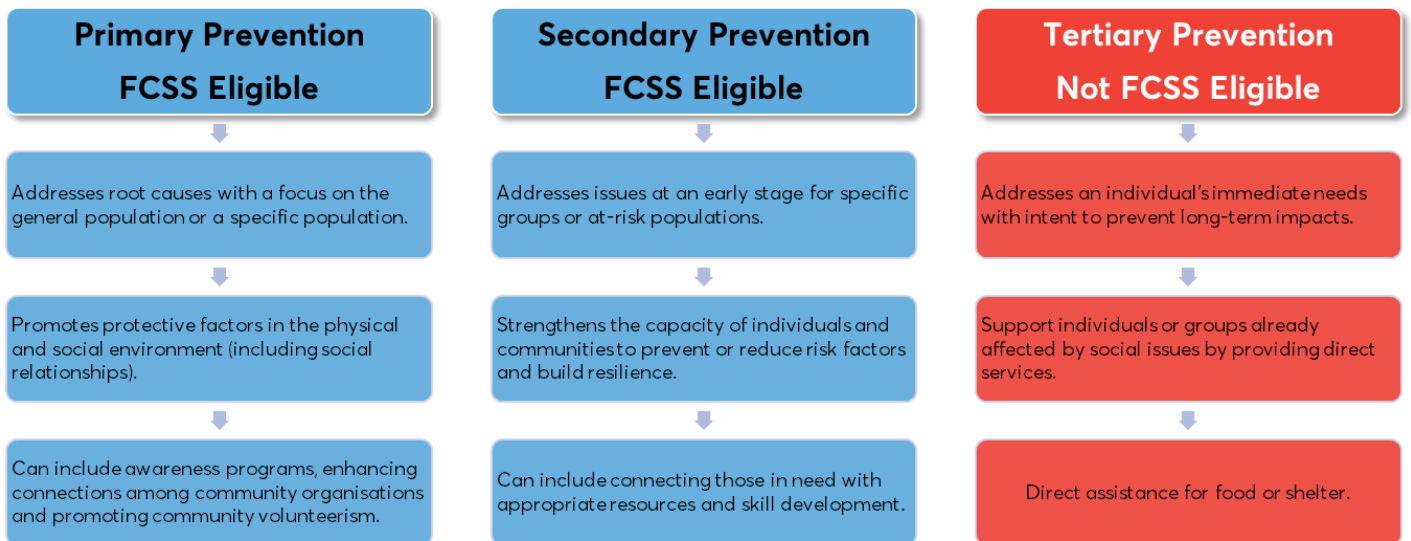 Primary Prevention
FCSS Eligible
Addresses root causes with a focus on the
general population or a specific population.
Promotes protective factors in the physical
and social environment (including social
relationships).
Can include awareness programs, enhancing
connections among community organisations
and promoting community volunteerism.
Secondary Prevention
FCSS Eligible
Addresses issues at an early stage for specific
groups or at-risk populations.
Strengthens the capacity of individuals and
communities to prevent or reduce risk factors
and build resilience.
Can include connecting those in need with
appropriate resources and skill development.
Tertiary Prevention
Not FCSS Eligible
Addresses an individual's immediate needs
with intent to prevent long-term impacts.
Support individuals or groups already
affected by social issues by providing direct
services.
Direct assistance for food or shelter.